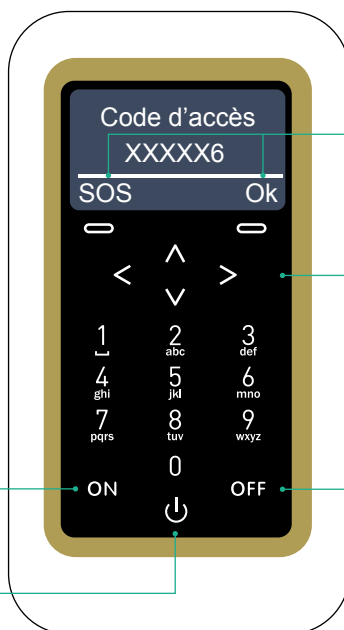 Code d’accès
XXXXX6
SOS Ok
1 2 3
abc def
4 5 6
ghi jkl mno
7 8 9
pqrs tuv wxyz
0
ON OFF